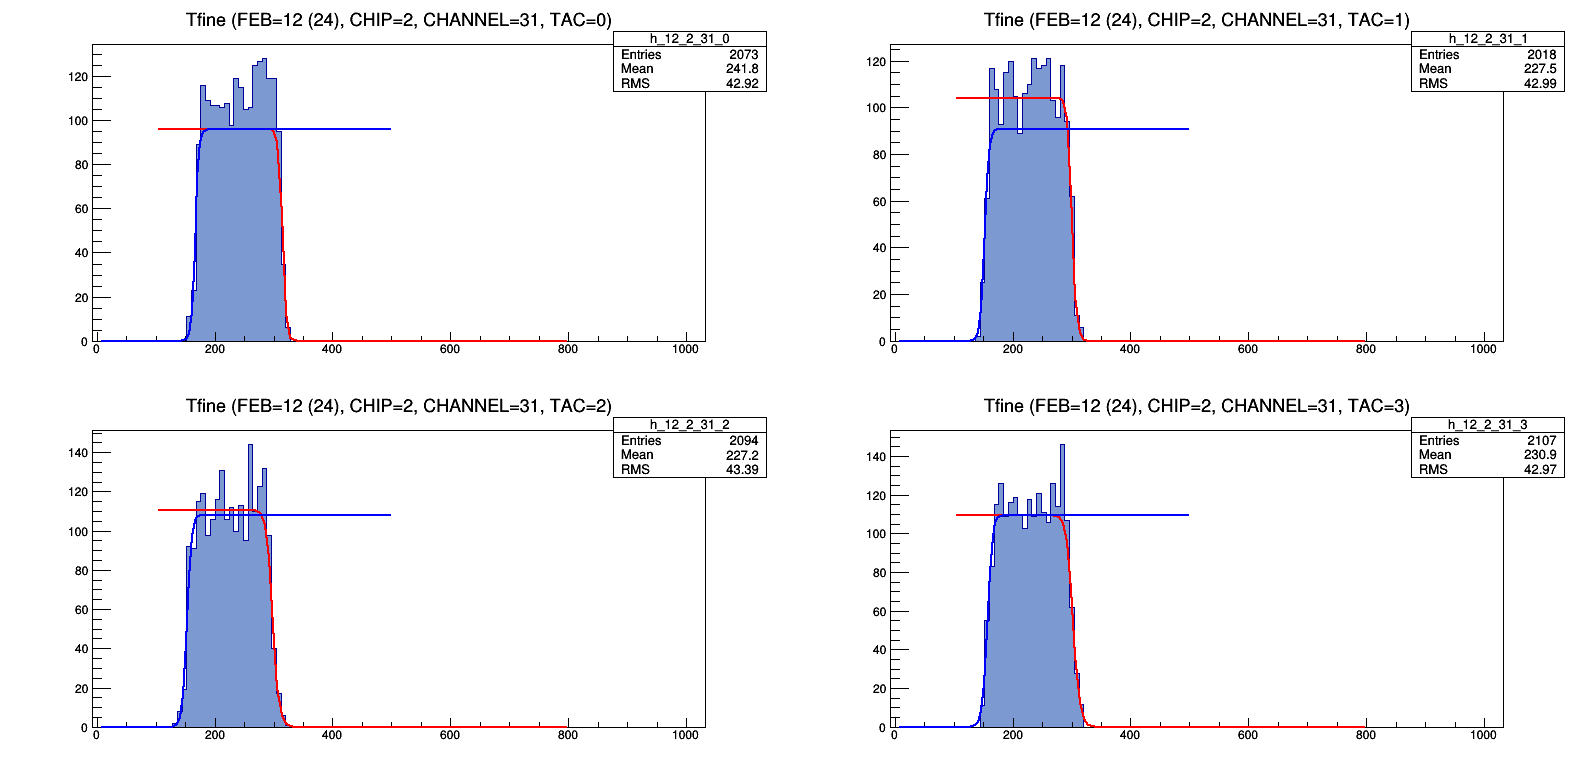 Tfine (FEB=12 (24), CHIP=2, CHANNEL=31, TAC=0)
h_12_2_31_0
Entries 2073
Mean 241.8
RMS 42.92
120
100
80
60
40
20
0
0 200 400 600 800 1000
Tfine (FEB=12 (24), CHIP=2, CHANNEL=31, TAC=1)
h_12_2_31_1
Entries 2018
Mean 227.5
RMS 42.99
120
100
80
60
40
20
0
0 200 400 600 800 1000
Tfine (FEB=12 (24), CHIP=2, CHANNEL=31, TAC=2)
h_12_2_31_2
Entries 2094
Mean 227.2
RMS 43.39
140
120
100
80
60
40
20
0
0 200 400 600 800 1000
Tfine (FEB=12 (24), CHIP=2, CHANNEL=31, TAC=3)
h_12_2_31_3
Entries 2107
Mean 230.9
RMS 42.97
140
120
100
80
60
40
20
0
0 200 400 600 800 1000